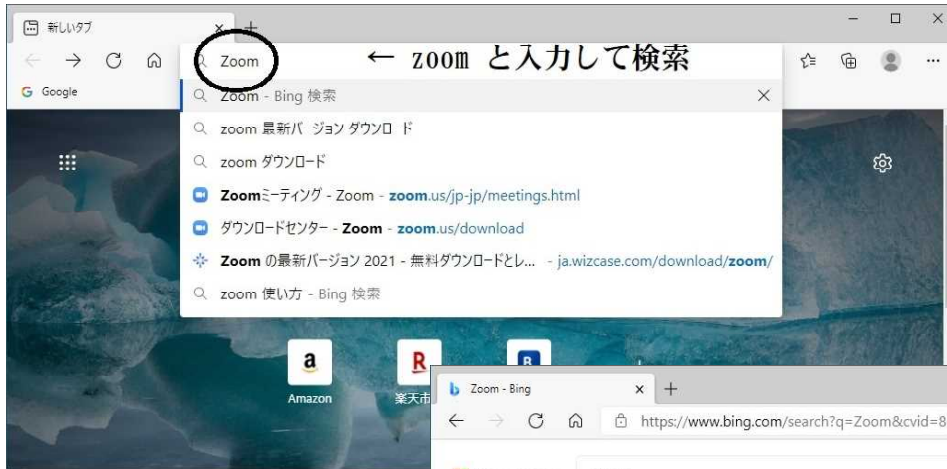 新しいタブ
Zoom
← zoom と入力して検索
Google
Zoom - Bing 検索
zoom 最新バ ジョン ダウンロ ド
zoom ダウンロード
Zoomミーティング - Zoom - zoom.us/jp-jp/meetings.html
ダウンロードセンター - Zoom - zoom.us/download
Zoom の最新バージョン 2021 - 無料ダウンロードとレ... - ja.wizcase.com/download/zoom/
zoom 使い方 - Bing 検索
a
R
B
Amazon
楽天市
Zoom - Bing
https://www.bing.com/search?q=Zoom&cvid=8